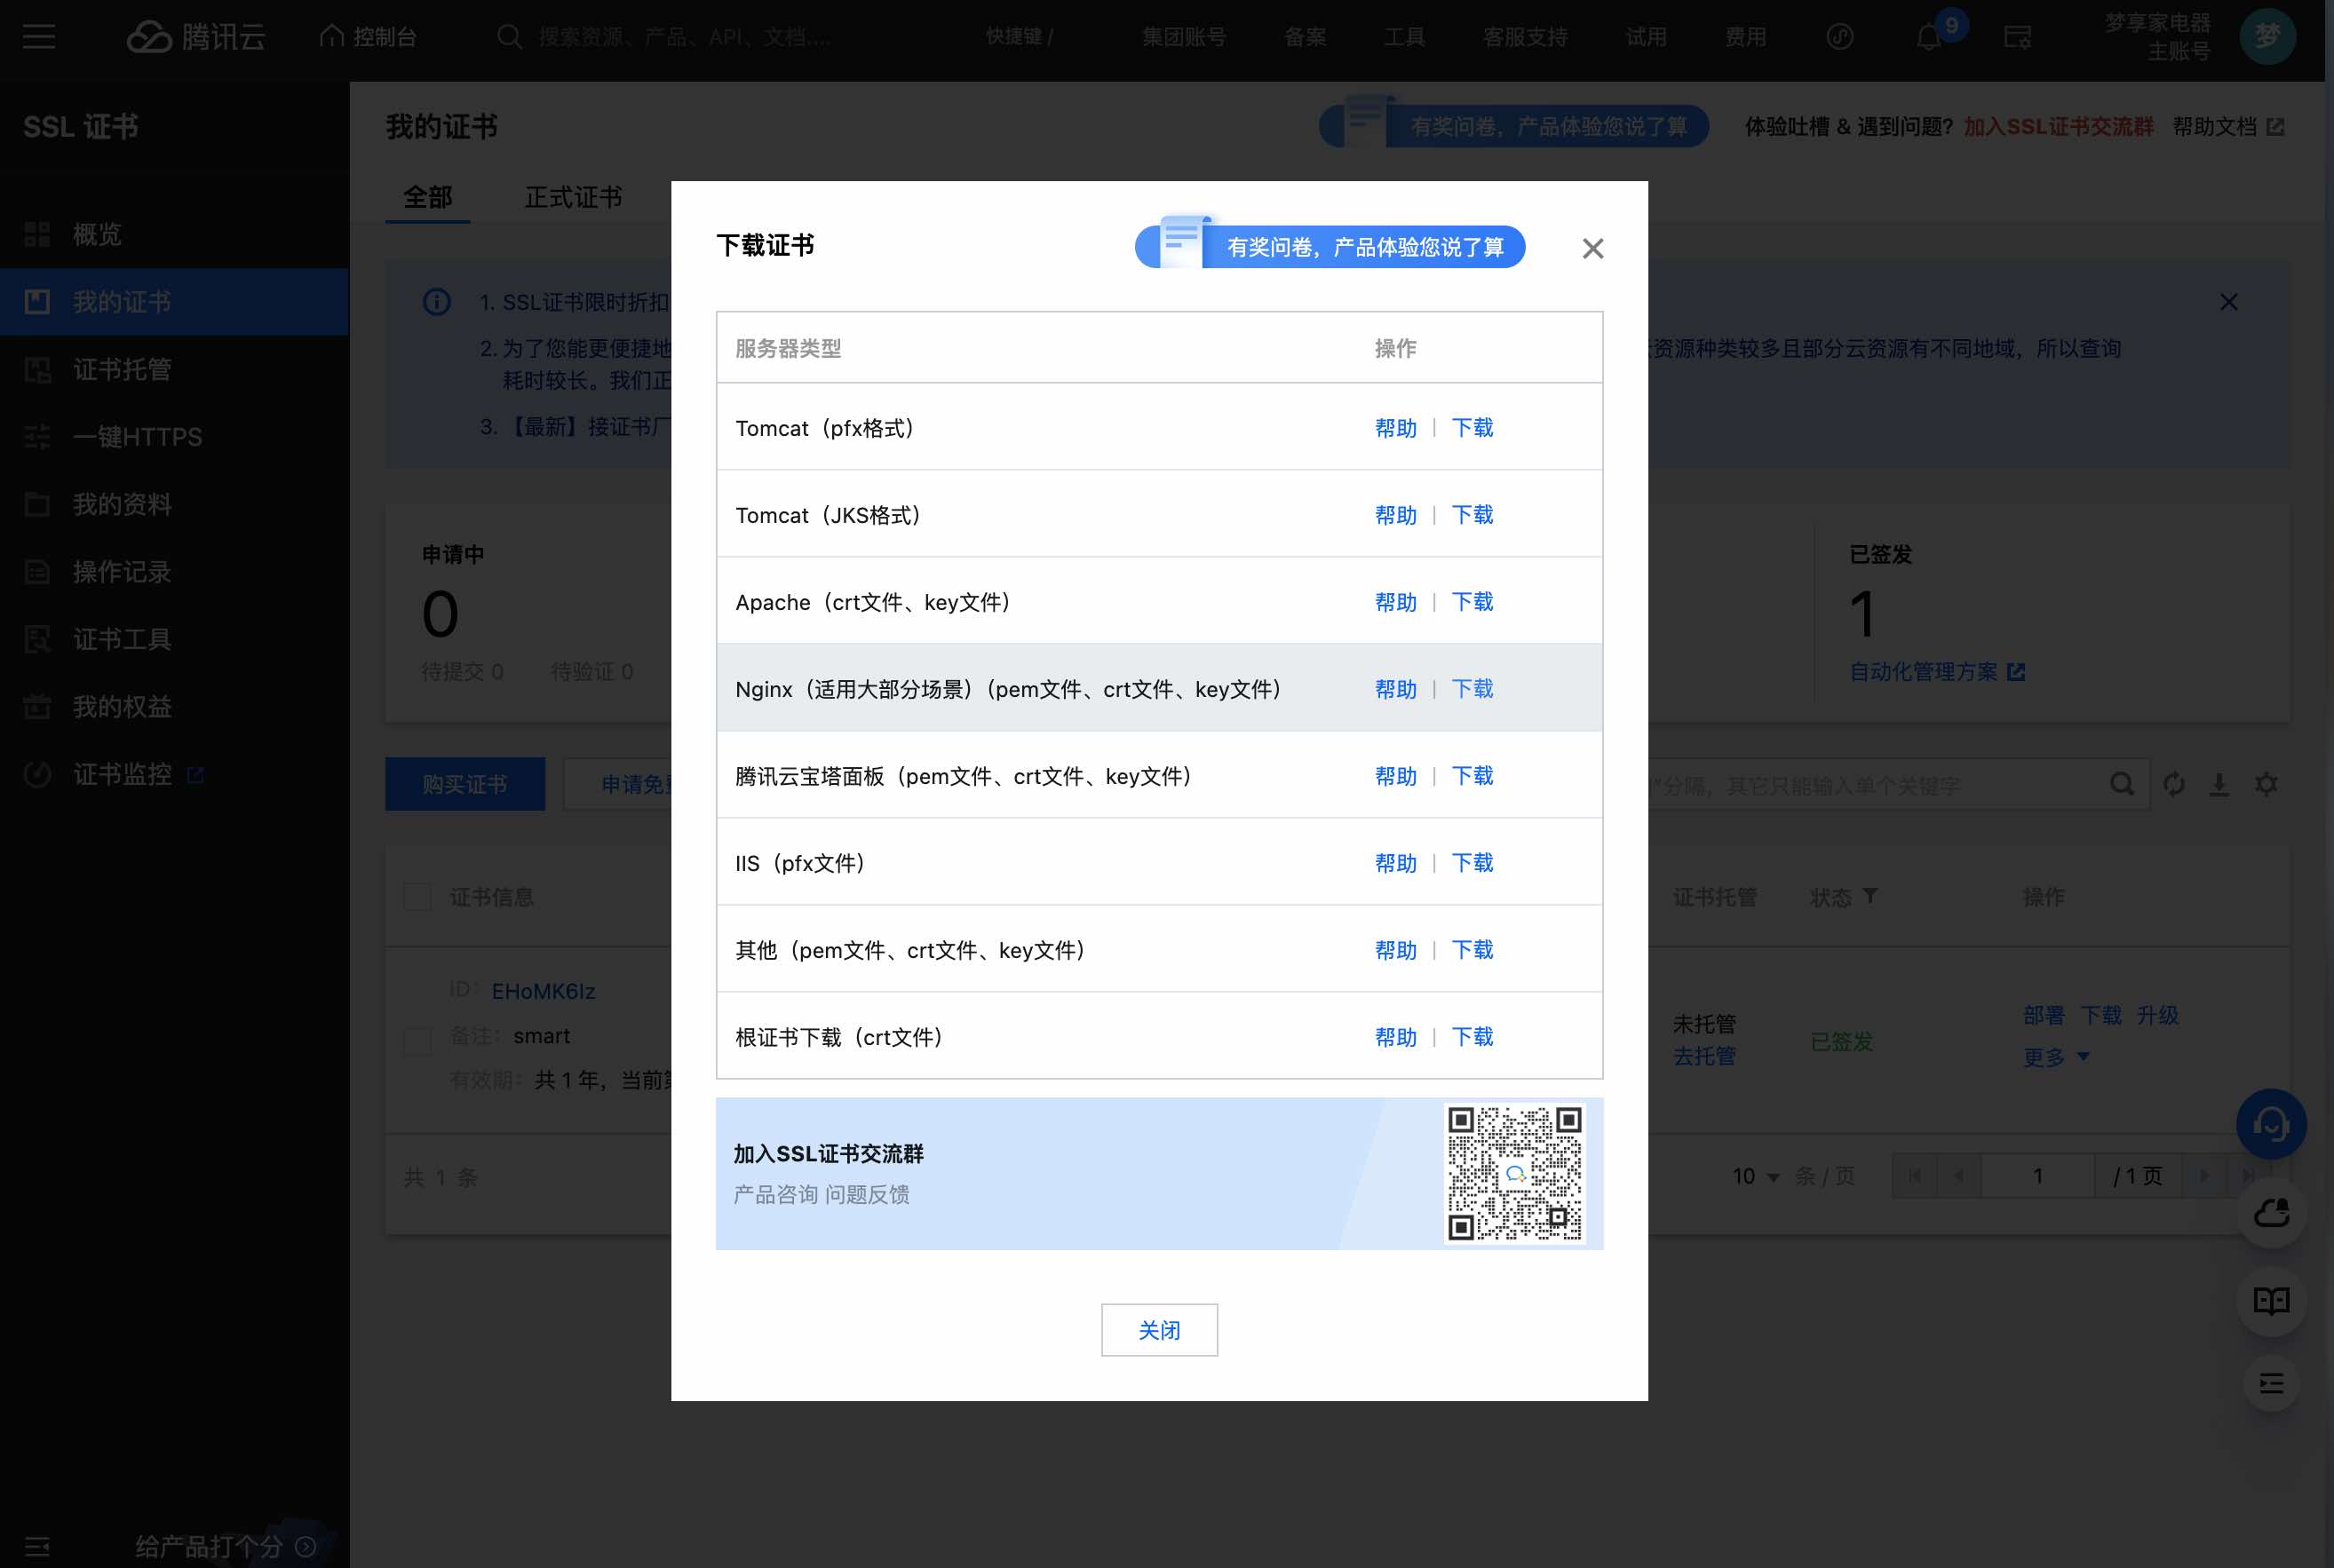 腾讯云
控制台
搜索资源、产品、API、文档....
快捷键 /
集团账号
备案
工具
客服支持
试用
费用
9
梦享家电器
主账号
梦
SSL 证书
概览
我的证书
证书托管
一键HTTPS
我的资料
操作记录
证书工具
我的权益
证书监控
给产品打个分
我的证书
有奖问卷，产品体验您说了算
体验吐槽 & 遇到问题?
加入SSL证书交流群
帮助文档
全部
正式证书
1. SSL证书限时折扣
2. 为了您能更便捷地
资源种类较多且部分云资源有不同地域，所以查询
耗时较长。我们正
3. 【最新】接证书厂
申请中
0
待提交 0
待验证 0
已签发
1
自动化管理方案
购买证书
申请免
"分隔，其它只能输入单个关键字
证书信息
证书托管
状态
操作
ID:
EHoMK6Iz
备注:
smart
有效期:
共 1 年，当前
未托管
去托管
已签发
部署
下载
升级
更多
共 1 条
10
条 / 页
1
/ 1 页
下载证书
有奖问卷，产品体验您说了算
服务器类型
操作
Tomcat（pfx格式）
帮助
下载
Tomcat（JKS格式）
帮助
下载
Apache（crt文件、key文件）
帮助
下载
Nginx（适用大部分场景）（pem文件、crt文件、key文件）
帮助
下载
腾讯云宝塔面板（pem文件、crt文件、key文件）
帮助
下载
IIS（pfx文件）
帮助
下载
其他（pem文件、crt文件、key文件）
帮助
下载
根证书下载（crt文件）
帮助
下载
加入SSL证书交流群
产品咨询 问题反馈
关闭